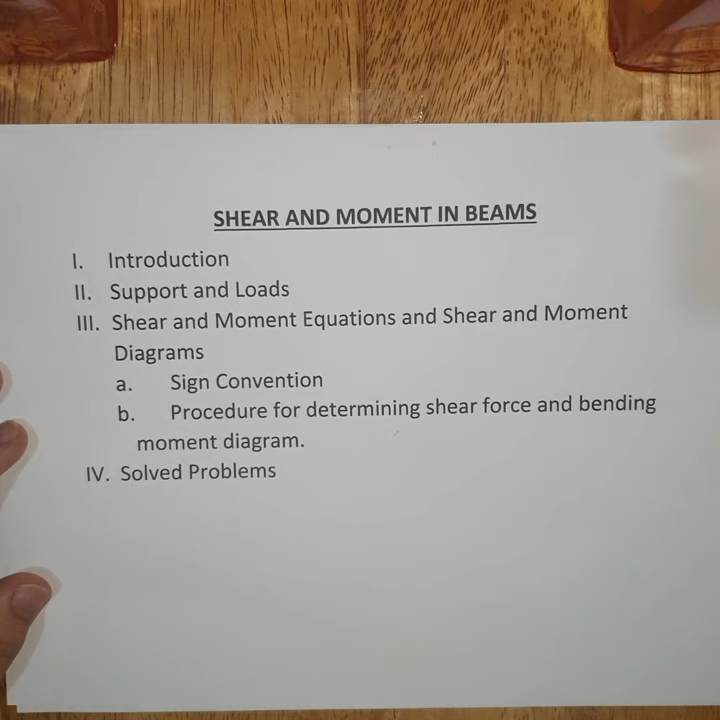 SHEAR AND MOMENT IN BEAMS
I. Introduction
II. Support and Loads
III. Shear and Moment Equations and Shear and Moment
Diagrams
a. Sign Convention
b. Procedure for determining shear force and bending
moment diagram.
IV. Solved Problems